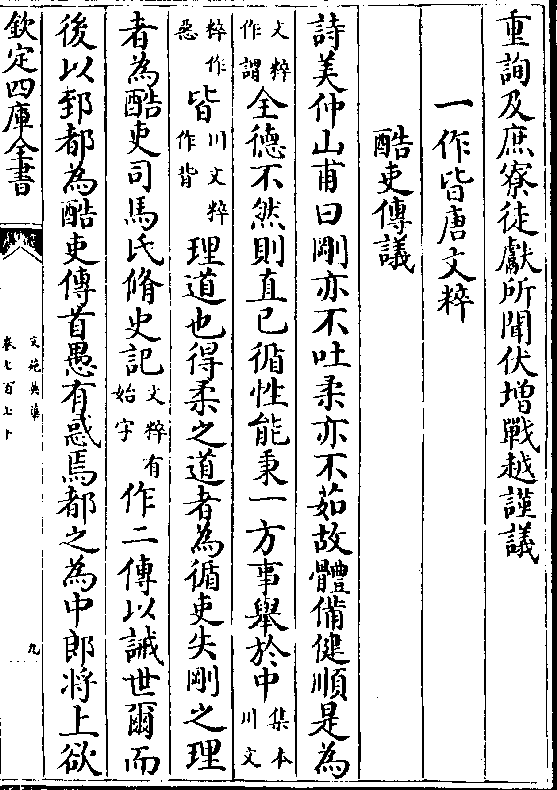 重詢及庶寮徒獻所聞伏增戰越謹議
一作皆唐文粹
酷吏傳議
詩美仲山甫曰剛亦不吐柔亦不茹故體備健順是為
文粹作謂全德不然則直己循性能秉一方事舉於中集本川文
粹作惡皆川文粹作背理道也得柔之道者為循吏失剛之理
者為酷吏司馬氏脩史記文粹有始字作二傳以誡世爾而
後以郅都為酷吏傳首愚有惑焉都之為中郎将上欲
欽定四庫全書
文苑英華
卷七百七十
九